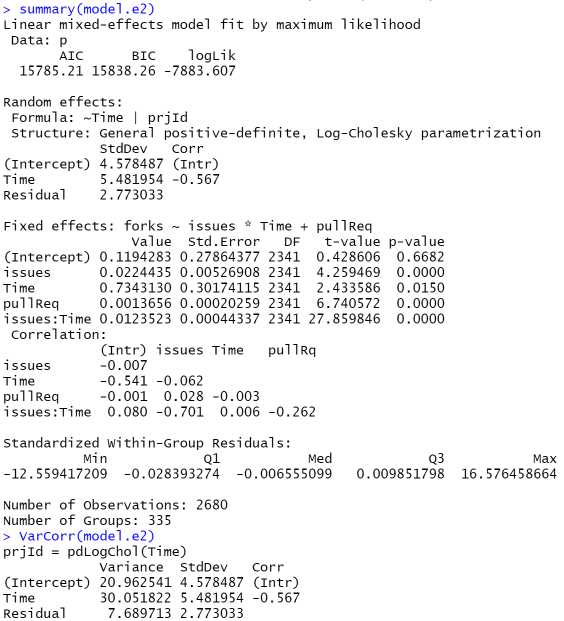 > summary(model.e2)
Linear mixed-effects model fit by maximum likelihood
Data: p
AIC BIC logLik
15785.21 15838.26 -7883.607
Random effects:
Formula: ~Time | prjId
Structure: General positive-definite, Log-Cholesky parametrization
StdDev Corr
(Intercept) 4.578487 (Intr)
Time 5.481954 -0.567
Residual 2.773033
Fixed effects: forks ~ issues * Time + pullReq
Value Std.Error DF t-value p-value
(Intercept) 0.1194283 0.27864377 2341 0.428606 0.6682
issues 0.0224435 0.00526908 2341 4.259469 0.0000
Time 0.7343130 0.30174115 2341 2.433586 0.0150
pullReq 0.0013656 0.00020259 2341 6.740572 0.0000
issues:Time 0.0123523 0.00044337 2341 27.859846 0.0000
Correlation:
(Intr) issues Time pullRq
issues -0.007
Time -0.541 -0.062
pullReq -0.001 0.028 -0.003
issues:Time 0.080 -0.701 0.006 -0.262
Standardized Within-Group Residuals:
Min Q1 Med Q3 Max
-12.559417209 -0.028393274 -0.006555099 0.009851798 16.576458664
Number of Observations: 2680
Number of Groups: 335
> VarCorr(model.e2)
prjId = pdLogChol(Time)
Variance StdDev Corr
(Intercept) 20.962541 4.578487 (Intr)
Time 30.051822 5.481954 -0.567
Residual 7.689713 2.773033